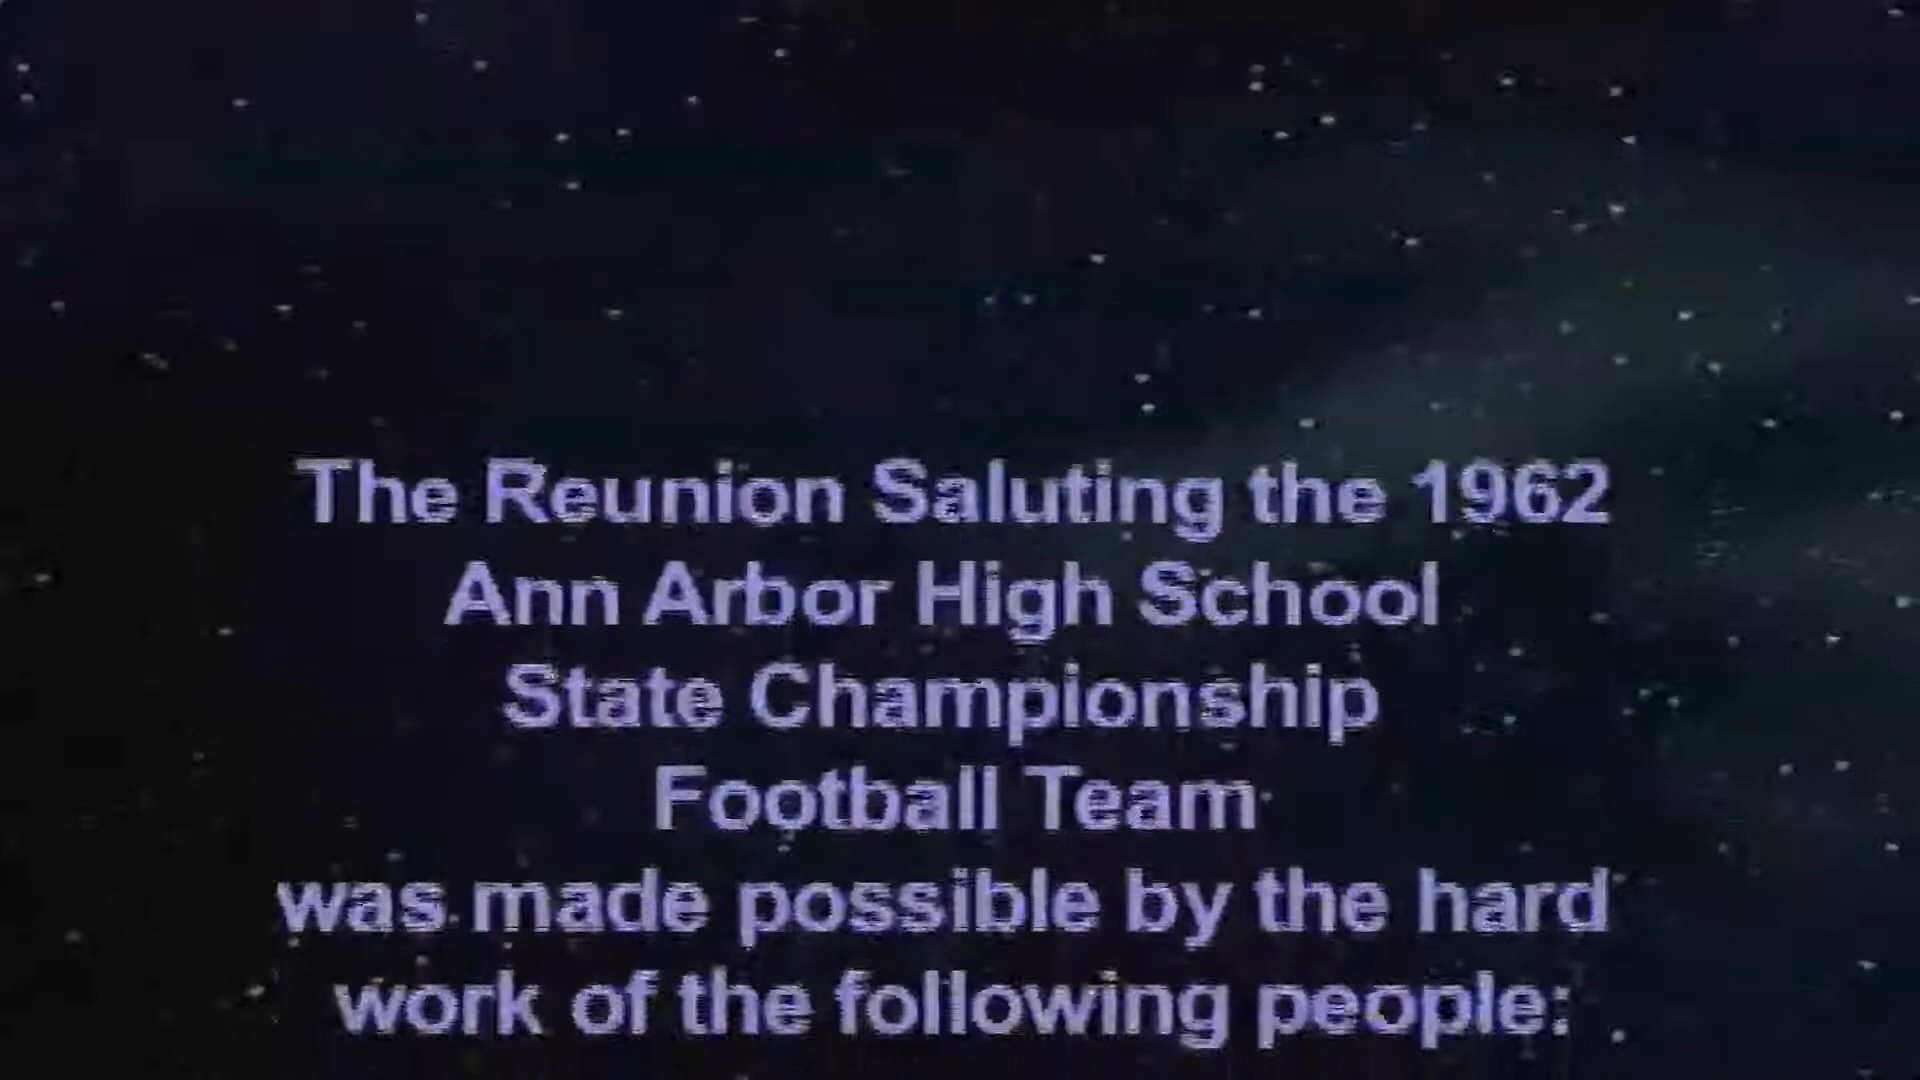 The Reunion Saluting the 1962
Ann Arbor High School
State Championship
Football Team
was made possible by the hard
work of the following people: